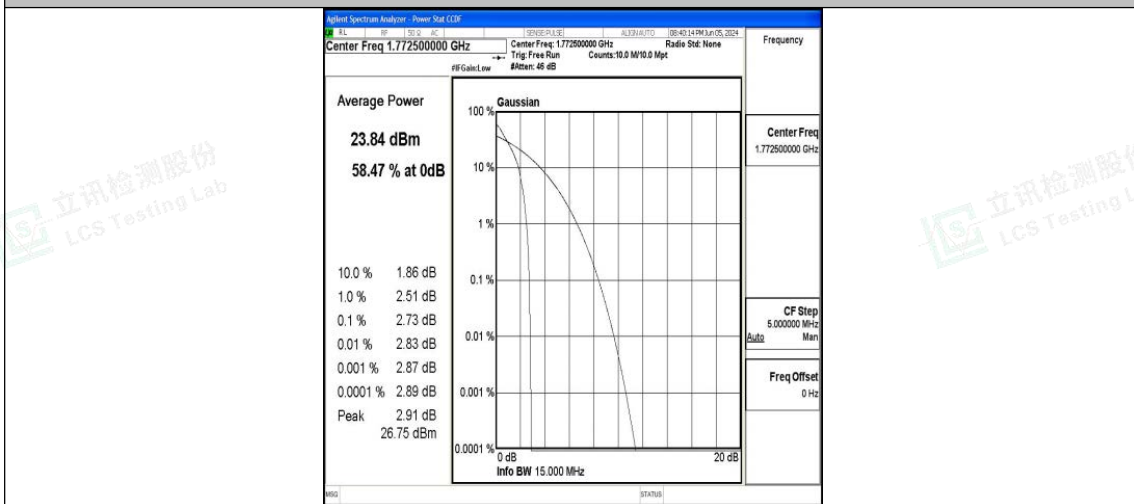 Agilent Spectrum Analyzer - Power Stat CCDF
RL RF 50 Ω AC SENSE:PULSE ALIGN AUTO 08:40:14 PM Jun 05, 2024
Center Freq 1.772500000 GHz
Center Freq: 1.772500000 GHz Radio Std: None
Trig: Free Run Counts:10.0 M/10.0 Mpt
#IFGain:Low #Atten: 46 dB
Frequency
Average Power
23.84 dBm
58.47 % at 0dB
10.0 % 1.86 dB
1.0 % 2.51 dB
0.1 % 2.73 dB
0.01 % 2.83 dB
0.001 % 2.87 dB
0.0001 % 2.89 dB
Peak 2.91 dB
26.75 dBm
Gaussian
100 %
10 %
1 %
0.1 %
0.01 %
0.001 %
0.0001 %
0 dB 20 dB
Info BW 15.000 MHz
Center Freq
1.772500000 GHz
CF Step
5.000000 MHz
Auto Man
Freq Offset
0 Hz
MSG STATUS
立讯检测股份
LCS Testing Lab
立讯检测股份
LCS Testing L